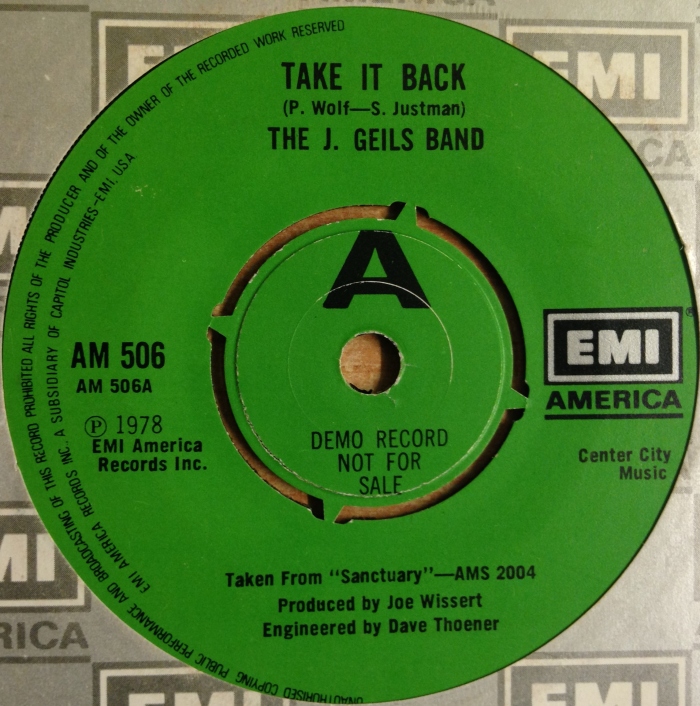 TAKE IT BACK
(P. Wolf—S. Justman)
THE J. GEILS BAND
A
AM 506
AM 506A
Ⓟ 1978
EMI America
Records Inc.
EMI
®
AMERICA
Center City
Music
DEMO RECORD
NOT FOR
SALE
Taken From "Sanctuary"—AMS 2004
Produced by Joe Wissert
Engineered by Dave Thoener
UNAUTHORISED COPYING PUBLIC PERFORMANCE AND BROADCASTING OF THIS RECORD PROHIBITED ALL RIGHTS OF THE PRODUCER AND OF THE OWNER OF THE RECORDED WORK RESERVED
EMI AMERICA RECORDS INC. A SUBSIDIARY OF CAPITOL INDUSTRIES-EMI, USA.
EMI
EMI
AMERICA
CA
MI
RICA
EMI
EMI